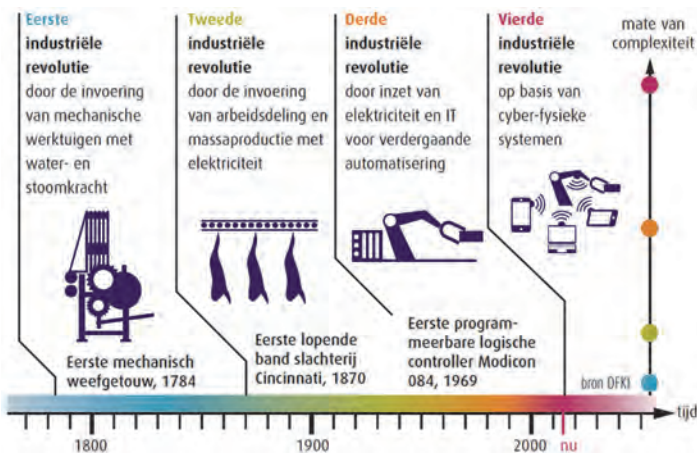 Eerste
industriële
revolutie
door de invoering
van mechanische
werktuigen met
water- en
stoomkracht
Tweede
industriële
revolutie
door de invoering
van arbeidsdeling en
massaproductie met
elektriciteit
Derde
industriële
revolutie
door inzet van
elektriciteit en IT
voor verdergaande
automatisering
Vierde
industriële
revolutie
op basis van
cyber-fysieke
systemen
mate van
complexiteit
Eerste mechanisch
weefgetouw, 1784
Eerste lopende
band slachterij
Cincinnati, 1870
Eerste program-
meerbare logische
controller Modicon
084, 1969
bron DFKI
tijd
1800
1900
2000
nu